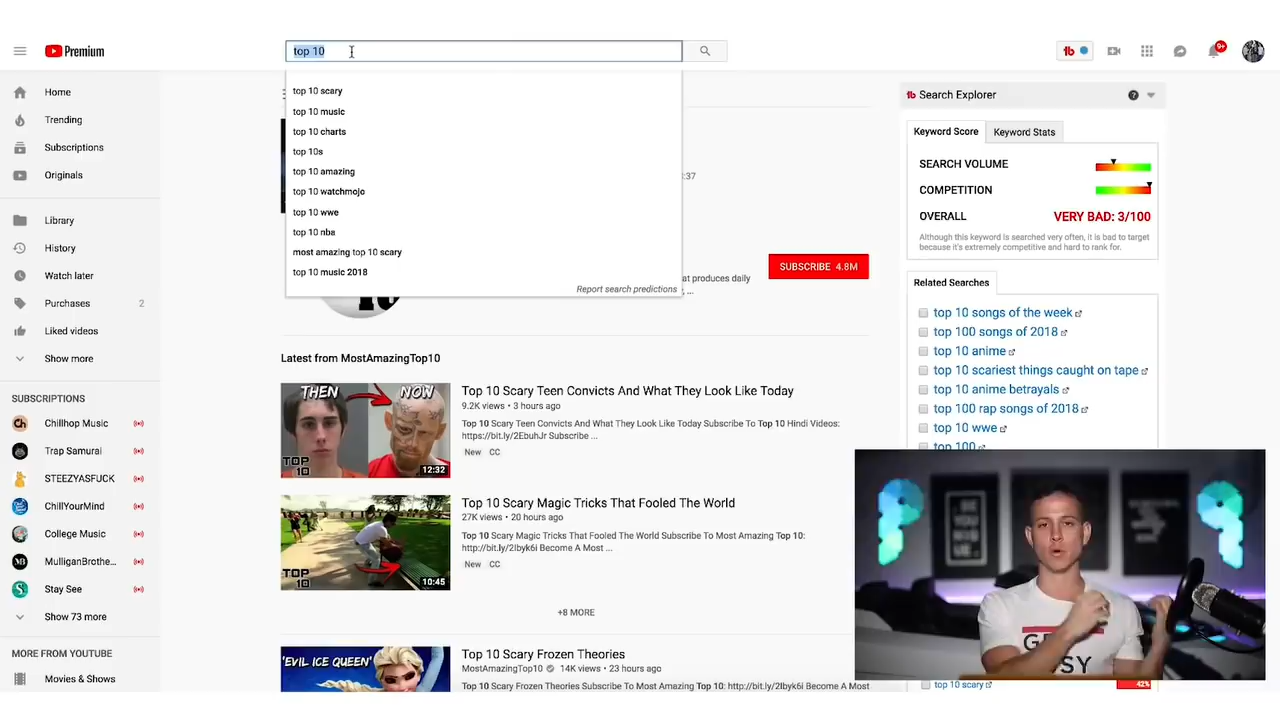 Premium
top 10
tb
9+
Home
Trending
Subscriptions
Originals
Library
History
Watch later
Purchases 2
Liked videos
Show more
SUBSCRIPTIONS
Chillhop Music
Trap Samurai
STEEZYASFUCK
ChillYourMind
College Music
MulliganBrothe...
Stay See
Show 73 more
MORE FROM YOUTUBE
Movies & Shows
top 10 scary
top 10 music
top 10 charts
top 10s
top 10 amazing
top 10 watchmojo
top 10 wwe
top 10 nba
most amazing top 10 scary
top 10 music 2018
Report search predictions
:37
SUBSCRIBE 4.8M
at produces daily
, ...
Latest from MostAmazingTop10
THEN NOW
TOP 10
12:32
Top 10 Scary Teen Convicts And What They Look Like Today
9.2K views • 3 hours ago
Top 10 Scary Teen Convicts And What They Look Like Today Subscribe To Top 10 Hindi Videos:
https://bit.ly/2EbuhJr Subscribe ...
New CC
TOP 10
10:45
Top 10 Scary Magic Tricks That Fooled The World
27K views • 20 hours ago
Top 10 Scary Magic Tricks That Fooled The World Subscribe To Most Amazing Top 10:
http://bit.ly/2Ibyk6i Become A Most ...
New CC
+8 MORE
"EVIL ICE QUEEN"
Top 10 Scary Frozen Theories
MostAmazingTop10 14K views • 23 hours ago
Top 10 Scary Frozen Theories Subscribe To Most Amazing Top 10: http://bit.ly/2Ibyk6i Become A Most
tb Search Explorer
Keyword Score Keyword Stats
SEARCH VOLUME
COMPETITION
OVERALL VERY BAD: 3/100
Although this keyword is searched very often, it is bad to target
because it's extremely competitive and hard to rank for.
Related Searches
top 10 songs of the week
top 100 songs of 2018
top 10 anime
top 10 scariest things caught on tape
top 10 anime betrayals
top 100 rap songs of 2018
top 10 wwe
top 100
top 10 scary 42%